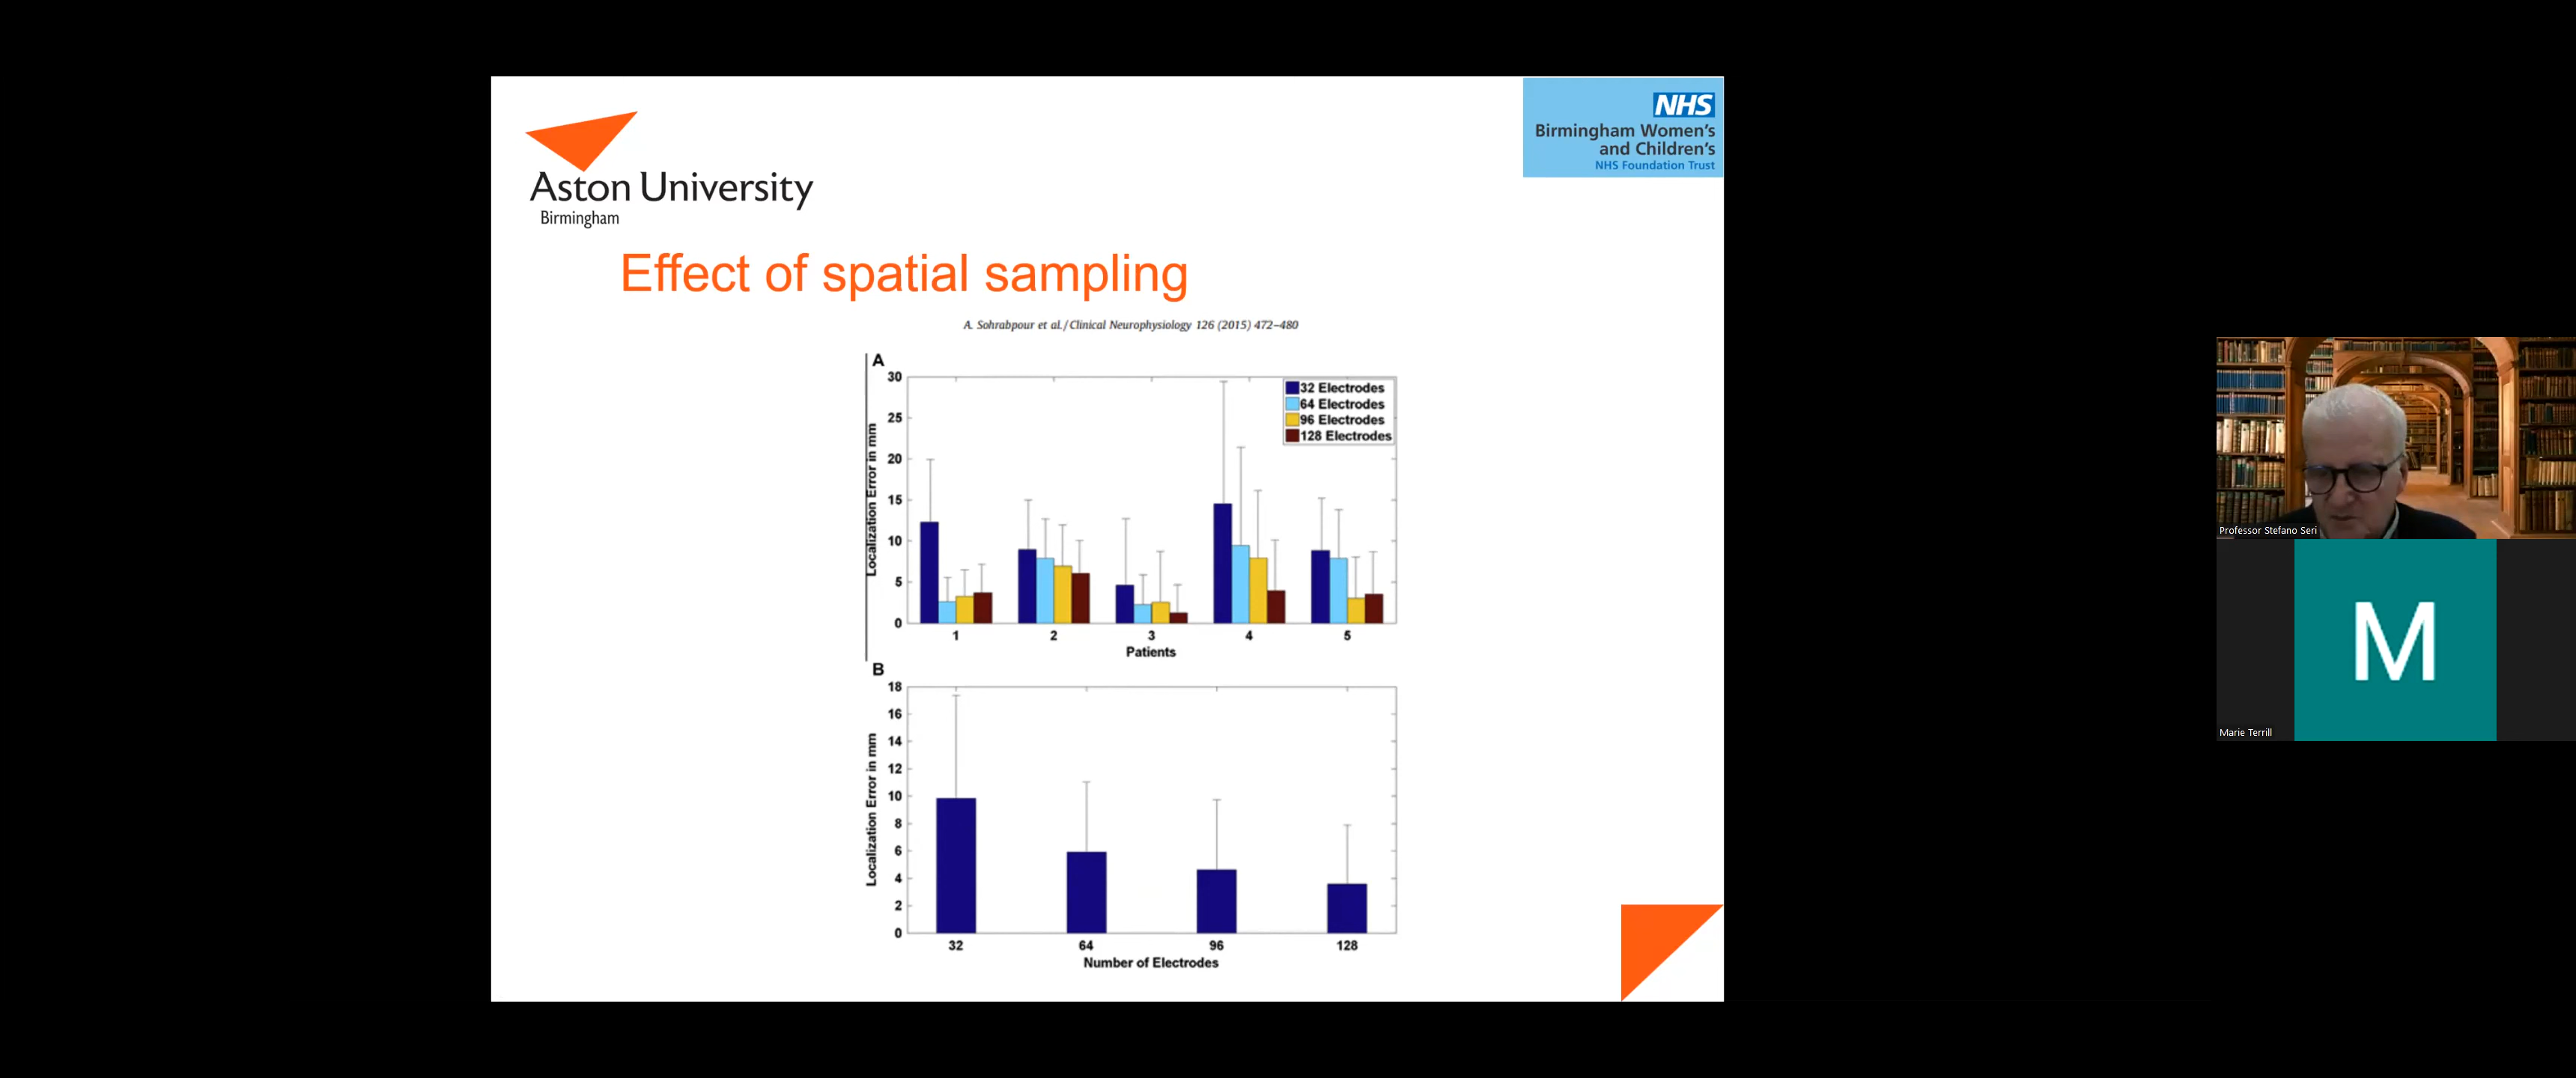 Aston University
Birmingham
NHS
Birmingham Women's
and Children's
NHS Foundation Trust
Effect of spatial sampling
A. Sohrabpour et al. / Clinical Neurophysiology 126 (2015) 472–480
A
30
25
20
15
10
5
0
Localization Error in mm
32 Electrodes
64 Electrodes
96 Electrodes
128 Electrodes
1 2 3 4 5
Patients
B
18
16
14
12
10
8
6
4
2
0
Localization Error in mm
32 64 96 128
Number of Electrodes
Professor Stefano Seri
M
Marie Terrill